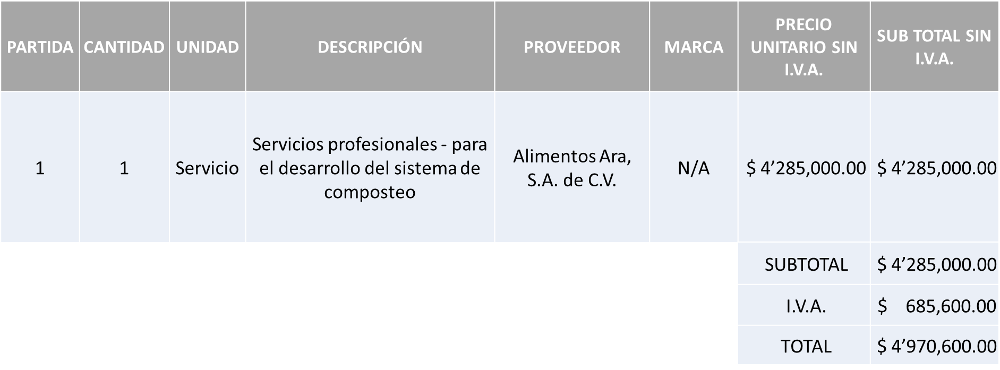 PARTIDA CANTIDAD UNIDAD DESCRIPCIÓN PROVEEDOR MARCA PRECIO UNITARIO SIN I.V.A. SUB TOTAL SIN I.V.A.
1 1 Servicio Servicios profesionales - para el desarrollo del sistema de composteo Alimentos Ara, S.A. de C.V. N/A $ 4’285,000.00 $ 4’285,000.00
SUBTOTAL $ 4’285,000.00
I.V.A. $ 685,600.00
TOTAL $ 4’970,600.00